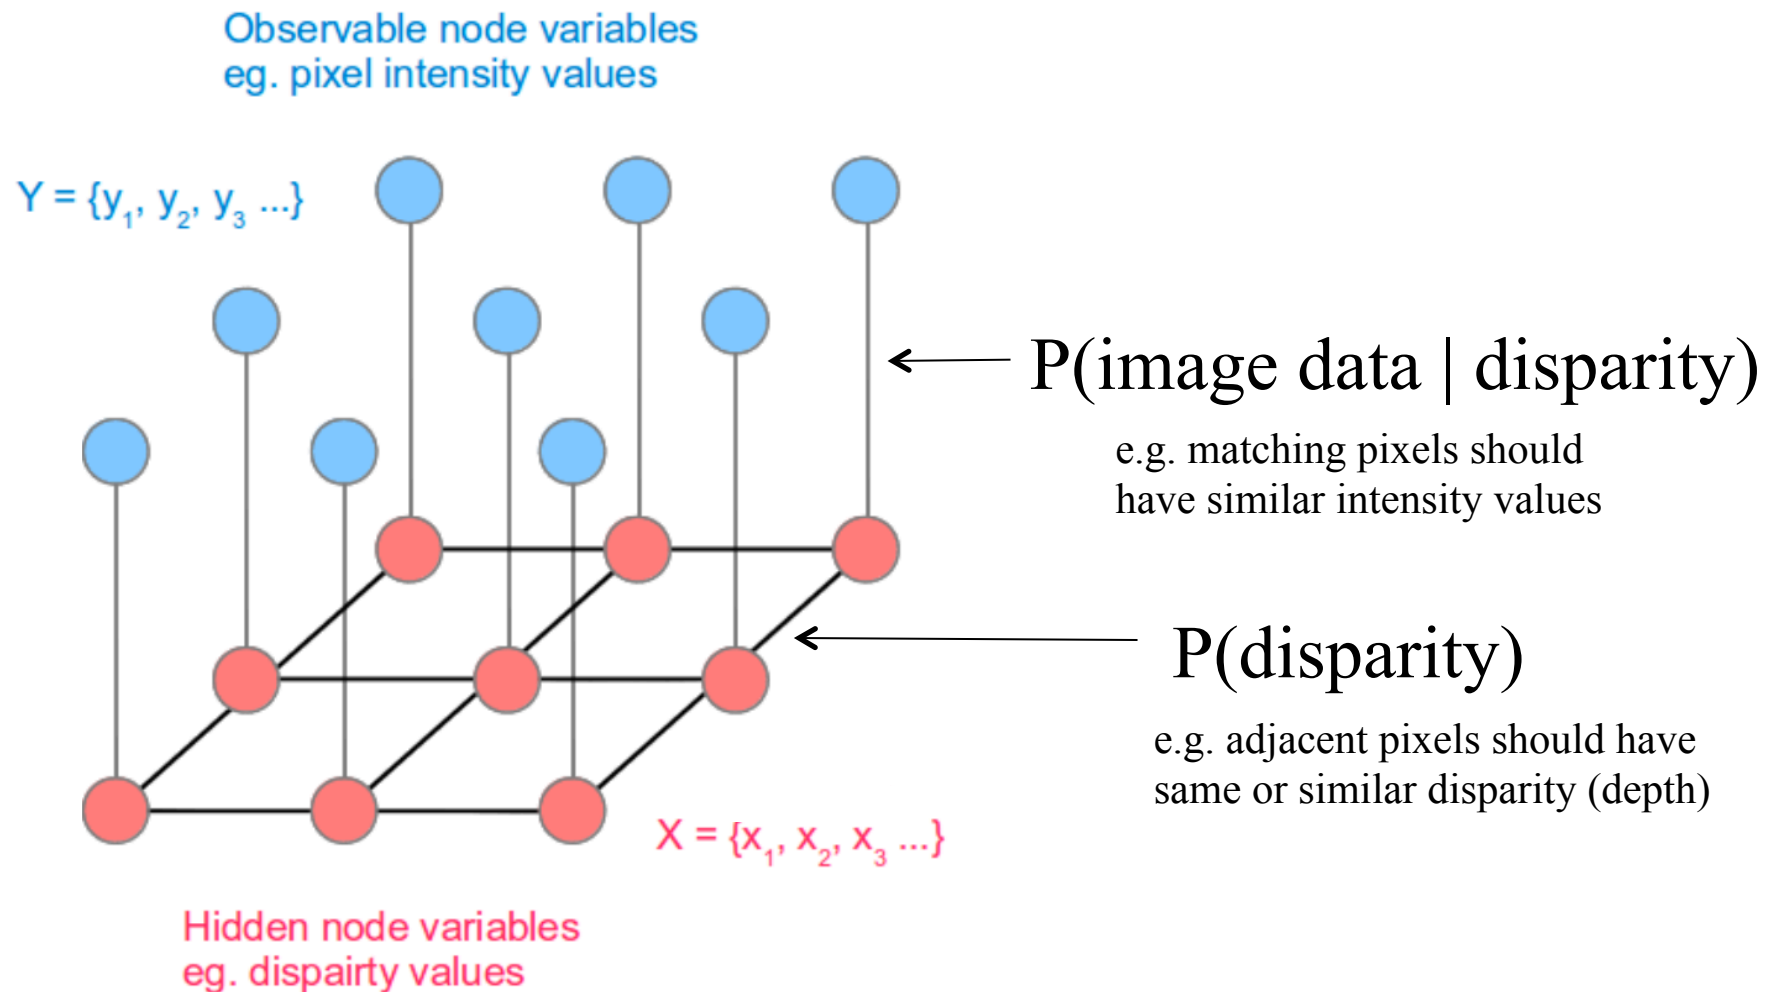 Observable node variables
eg. pixel intensity values
Y = {y₁, y₂, y₃ ...}
P(image data | disparity)
e.g. matching pixels should
have similar intensity values
P(disparity)
e.g. adjacent pixels should have
same or similar disparity (depth)
X = {x₁, x₂, x₃ ...}
Hidden node variables
eg. dispairty values